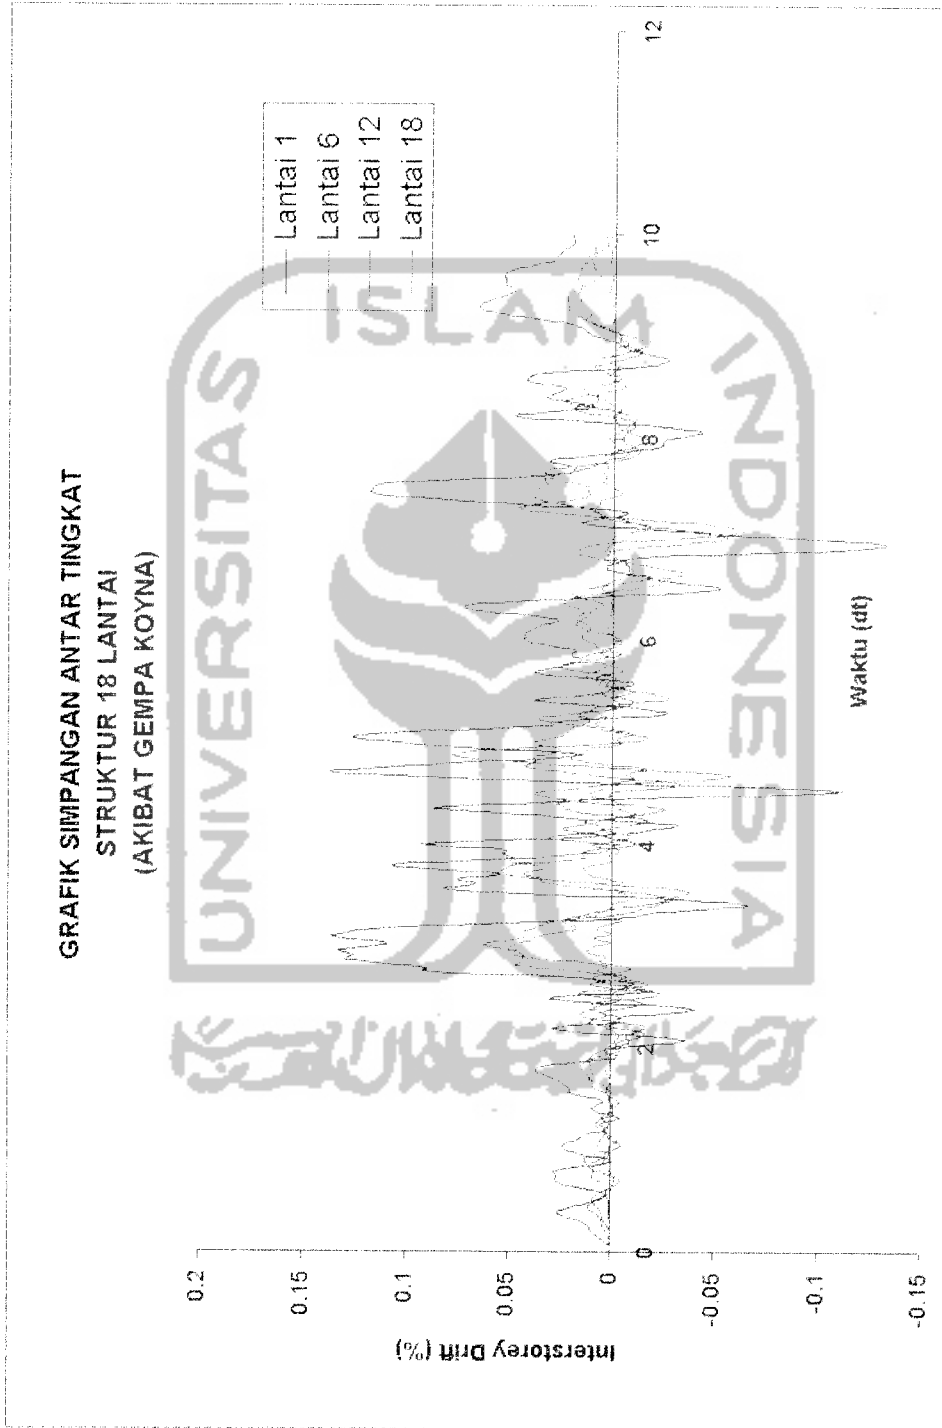 GRAFIK SIMPANGAN ANTAR TINGKAT
STRUKTUR 18 LANTAI
(AKIBAT GEMPA KOYNA)
Interstorey Drift (%)
0.2
0.15
0.1
0.05
0
-0.05
-0.1
-0.15
0
2
4
6
8
10
12
Waktu (dt)
Lantai 1
Lantai 6
Lantai 12
Lantai 18
UNIVERSITAS
ISLAM
INDONESIA